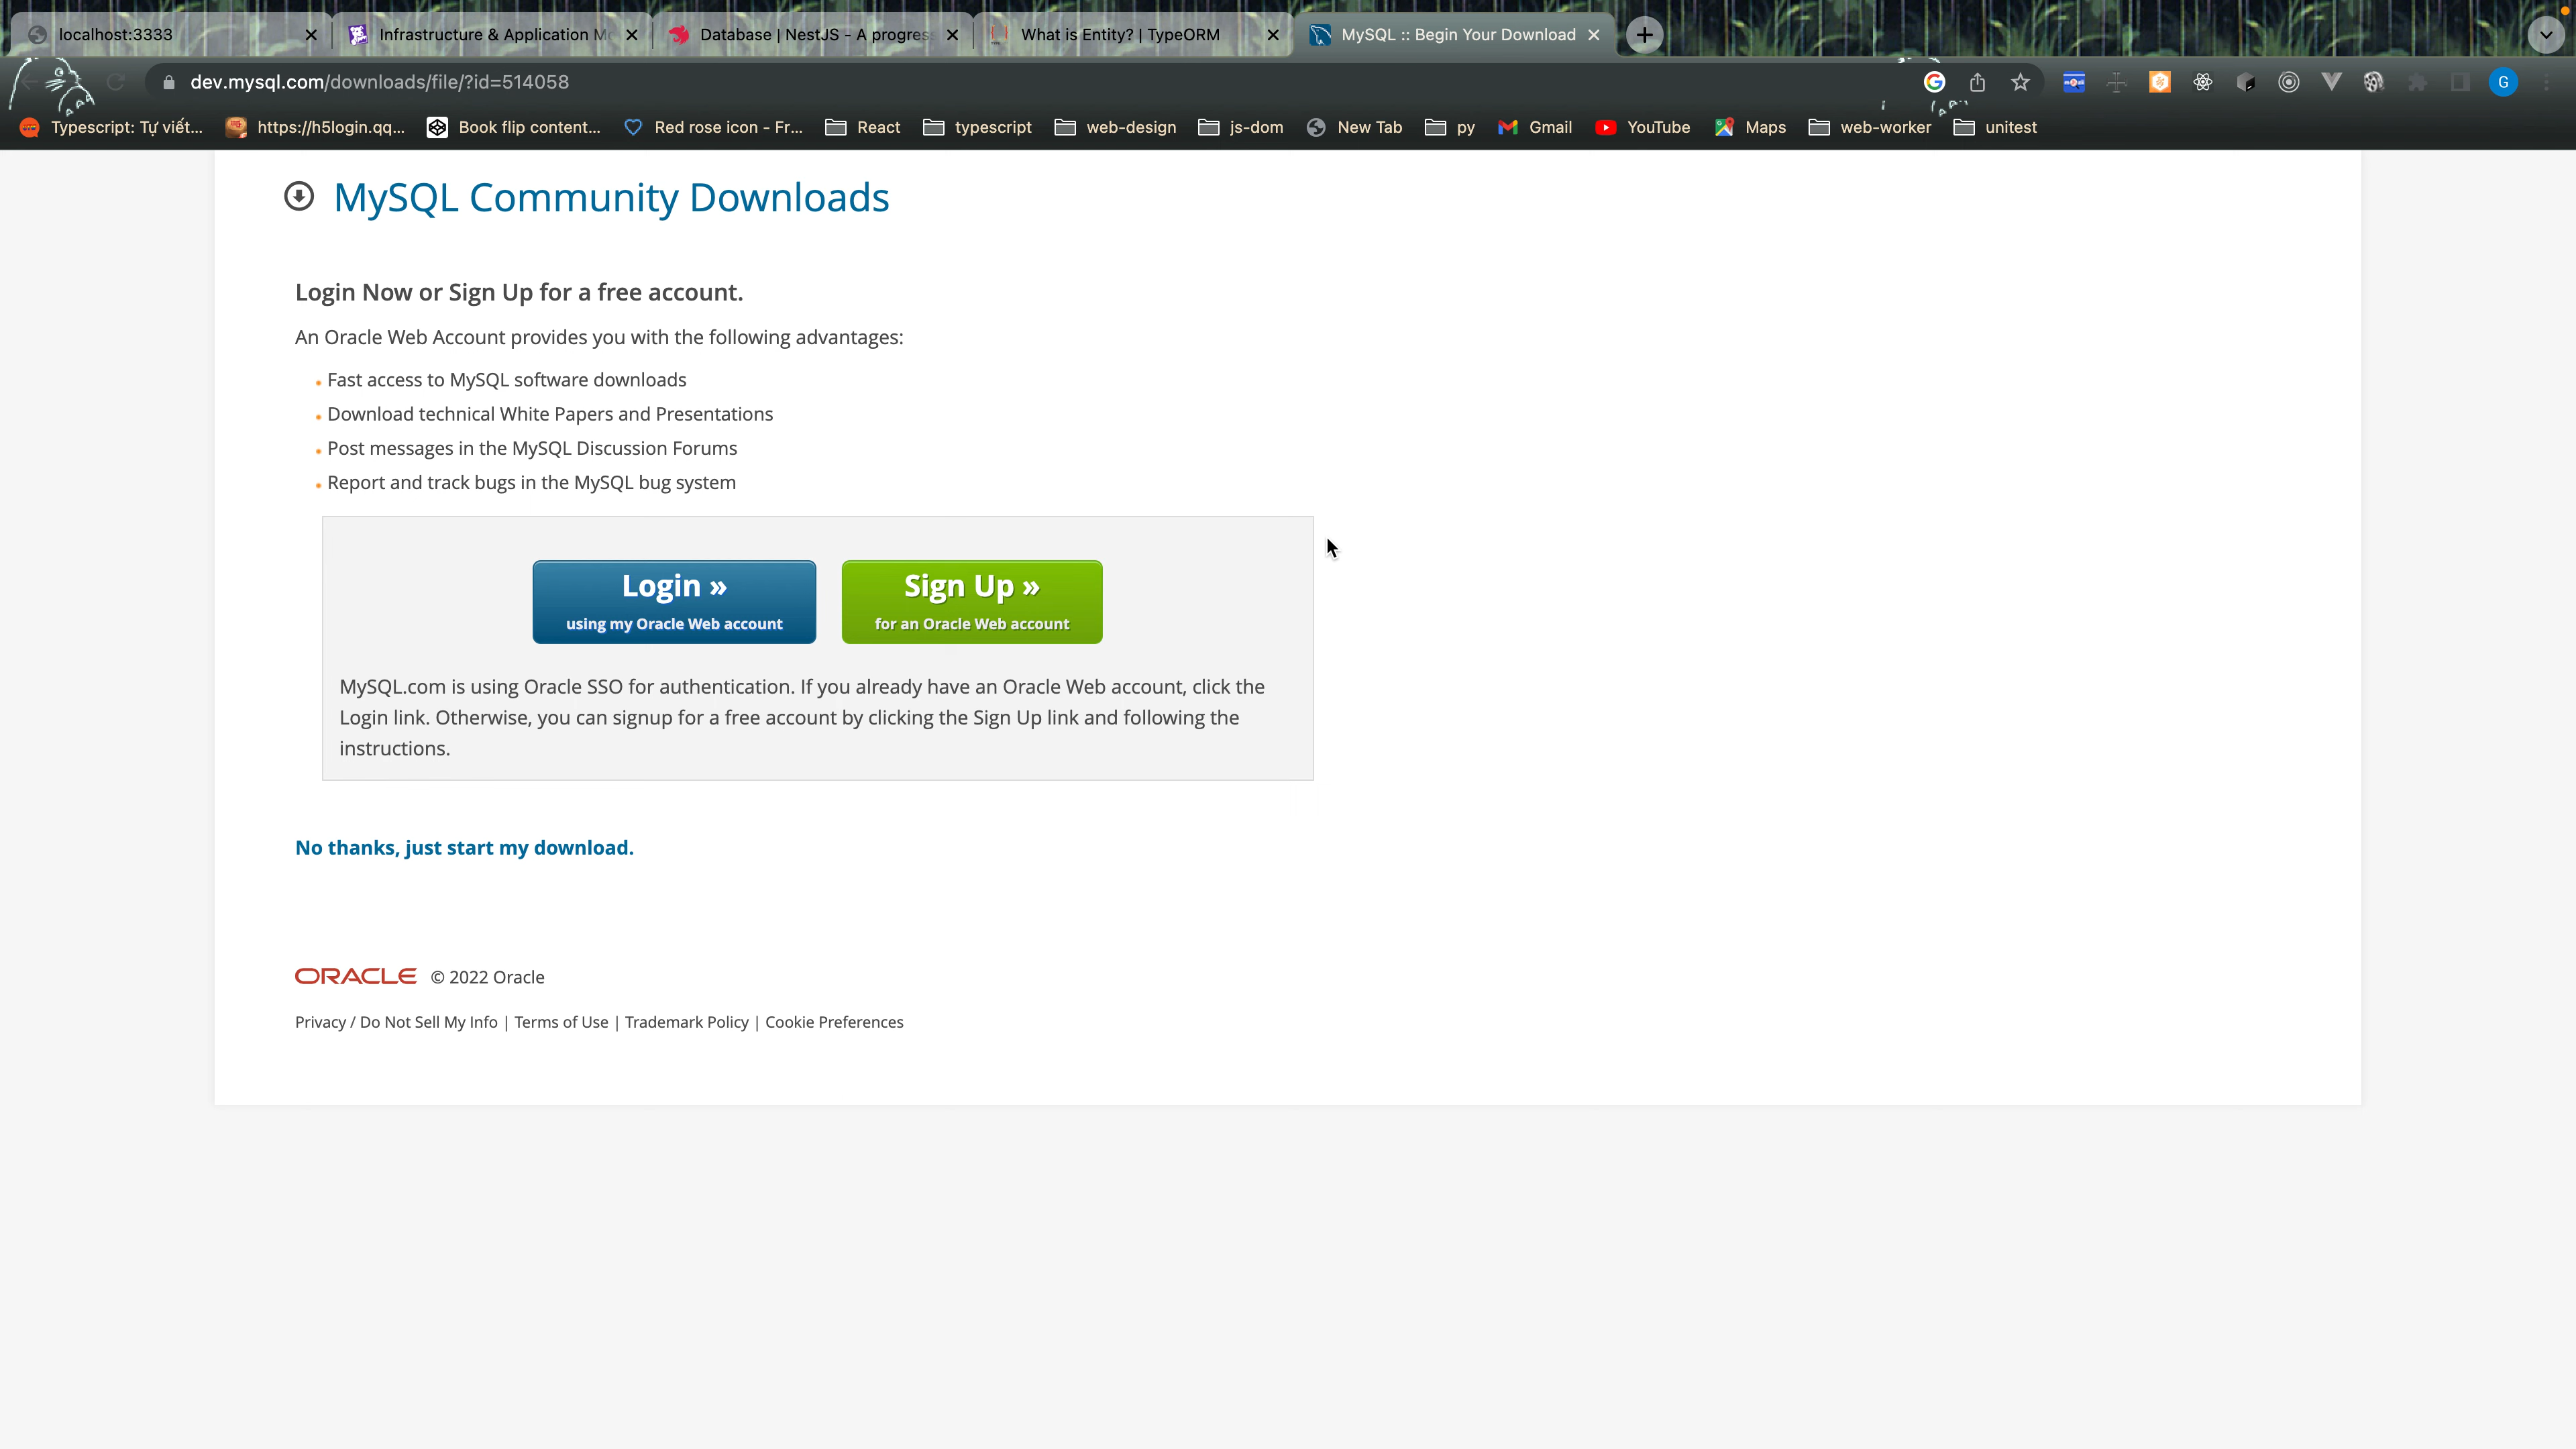 localhost:3333
Infrastructure & Application Mo
Database | NestJS - A progres
What is Entity? | TypeORM
MySQL :: Begin Your Download
dev.mysql.com/downloads/file/?id=514058
G
Typescript: Tự viết...
https://h5login.qq...
Book flip content...
Red rose icon - Fr...
React
typescript
web-design
js-dom
New Tab
py
Gmail
YouTube
Maps
web-worker
unitest
MySQL Community Downloads
Login Now or Sign Up for a free account.
An Oracle Web Account provides you with the following advantages:
Fast access to MySQL software downloads
Download technical White Papers and Presentations
Post messages in the MySQL Discussion Forums
Report and track bugs in the MySQL bug system
Login »
using my Oracle Web account
Sign Up »
for an Oracle Web account
MySQL.com is using Oracle SSO for authentication. If you already have an Oracle Web account, click the
Login link. Otherwise, you can signup for a free account by clicking the Sign Up link and following the
instructions.
No thanks, just start my download.
ORACLE © 2022 Oracle
Privacy / Do Not Sell My Info | Terms of Use | Trademark Policy | Cookie Preferences